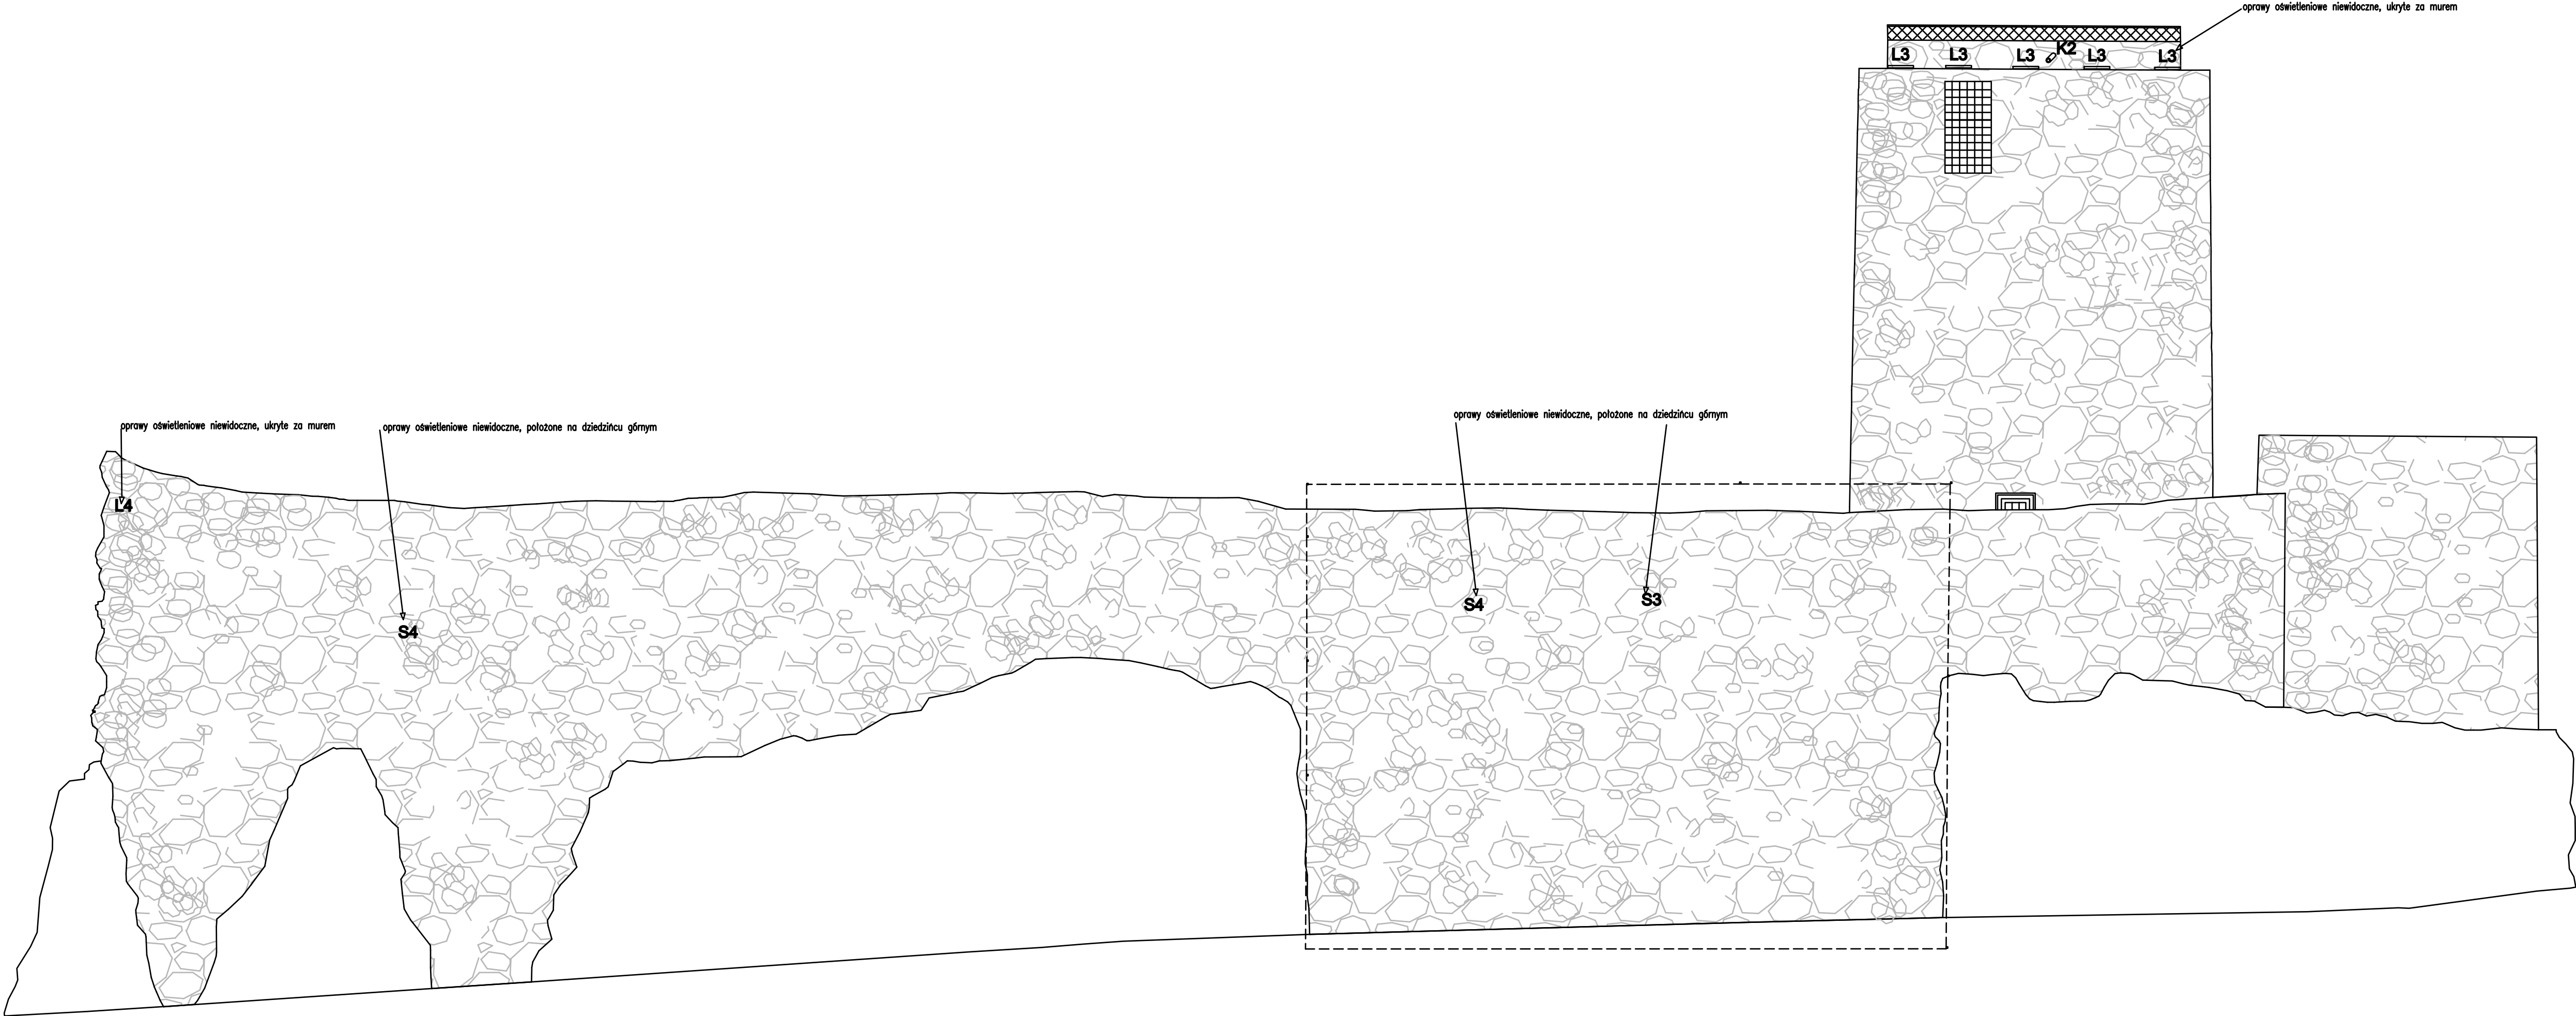 oprawy oświetleniowe niewidoczne, ukryte za murem
L3 L3 L3 K2 L3 L3
oprawy oświetleniowe niewidoczne, położone na dziedzińcu górnym
oprawy oświetleniowe niewidoczne, ukryte za murem
oprawy oświetleniowe niewidoczne, położone na dziedzińcu górnym
L4
S4
S4
S3